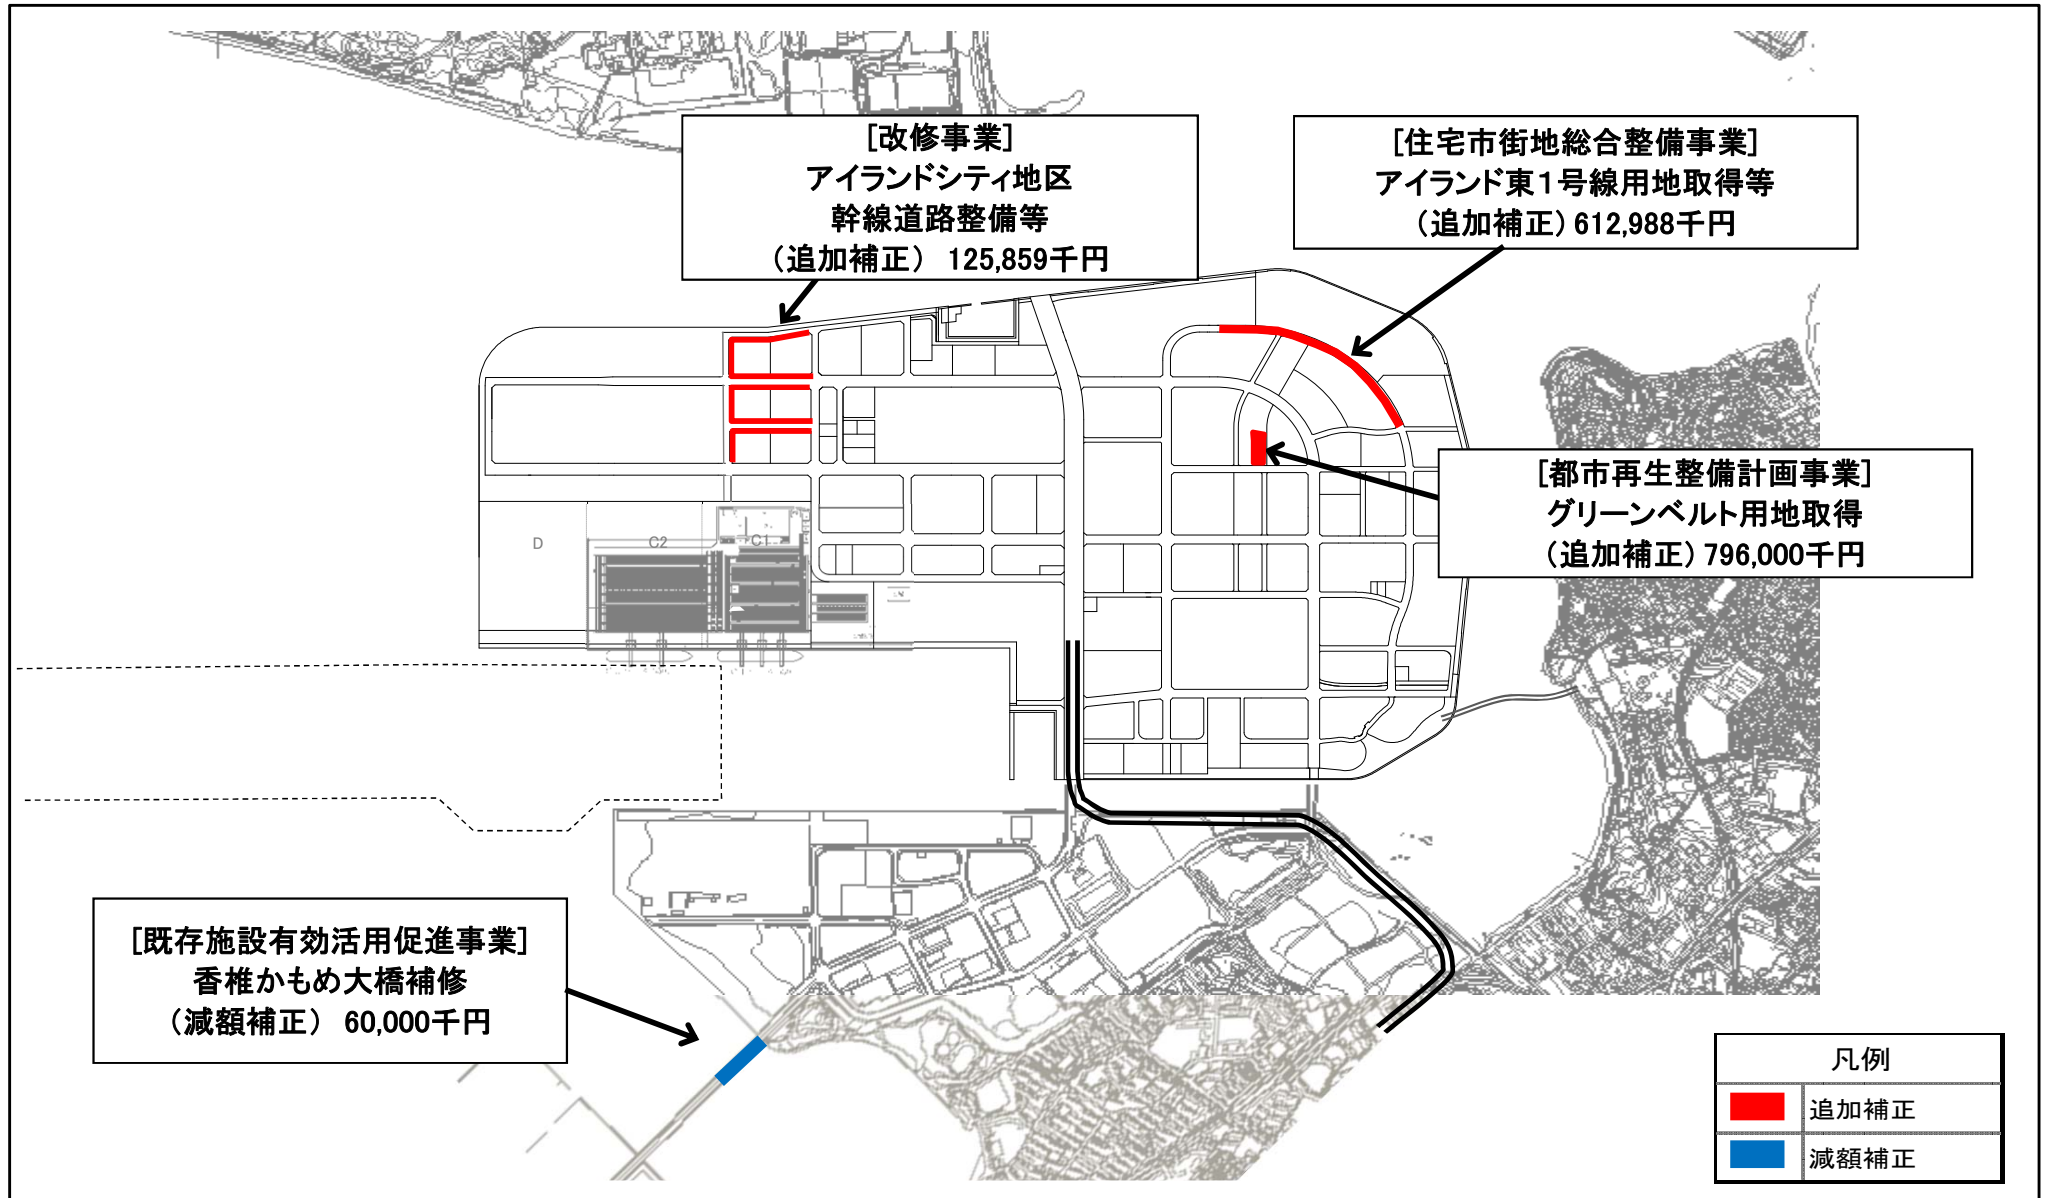 [改修事業]
アイランドシティ地区
幹線道路整備等
（追加補正） 125,859千円
[住宅市街地総合整備事業]
アイランド東１号線用地取得等
（追加補正）612,988千円
[都市再生整備計画事業]
グリーンベルト用地取得
（追加補正）796,000千円
D
C2
C1
[既存施設有効活用促進事業]
香椎かもめ大橋補修
（減額補正） 60,000千円
凡例
追加補正
減額補正